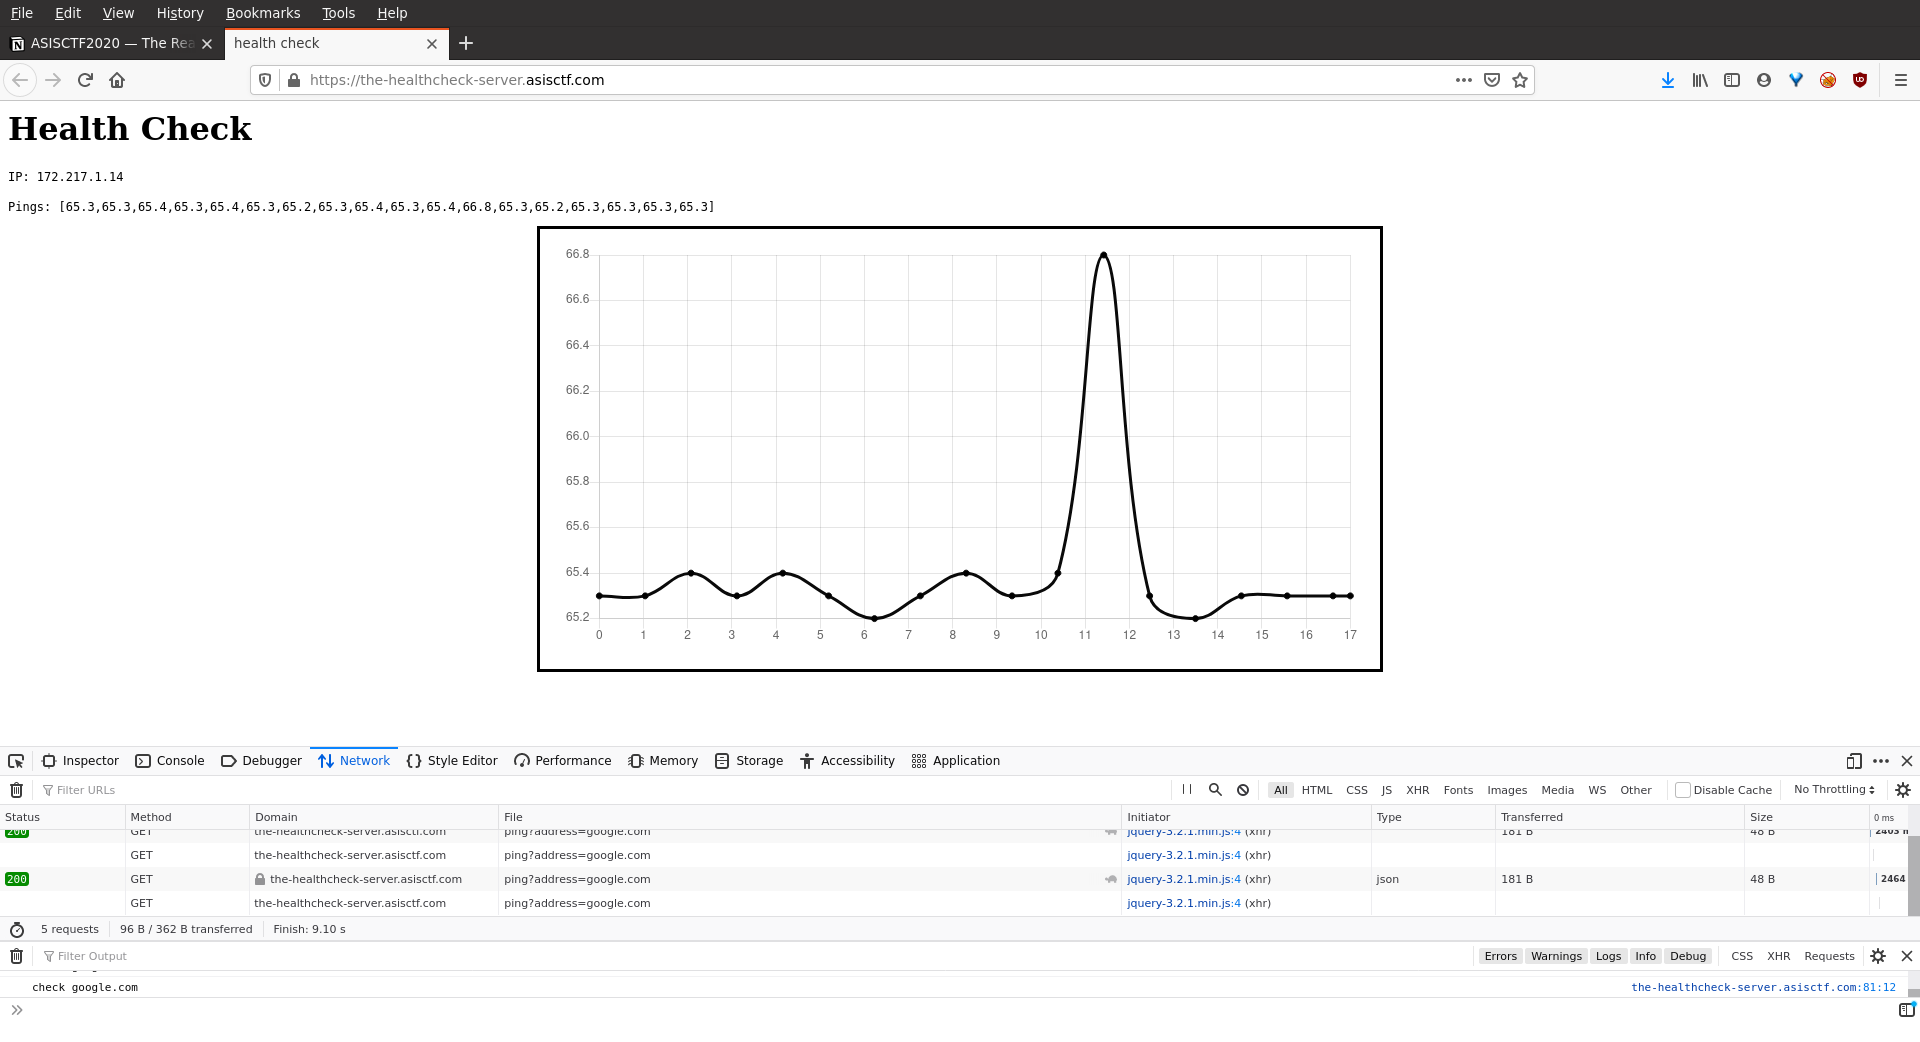 File Edit View History Bookmarks Tools Help
ASISCTF2020 — The Rea
health check
https://the-healthcheck-server.asisctf.com
Health Check
IP: 172.217.1.14
Pings: [65.3,65.3,65.4,65.3,65.4,65.3,65.2,65.3,65.4,65.3,65.4,66.8,65.3,65.2,65.3,65.3,65.3,65.3]
66.8
66.6
66.4
66.2
66.0
65.8
65.6
65.4
65.2
0 1 2 3 4 5 6 7 8 9 10 11 12 13 14 15 16 17
Inspector Console Debugger Network Style Editor Performance Memory Storage Accessibility Application
Filter URLs All HTML CSS JS XHR Fonts Images Media WS Other Disable Cache No Throttling
Status Method Domain File Initiator Type Transferred Size 0 ms
200 GET the-healthcheck-server.asisctf.com ping?address=google.com jquery-3.2.1.min.js:4 (xhr) 181 B 48 B 2403
GET the-healthcheck-server.asisctf.com ping?address=google.com jquery-3.2.1.min.js:4 (xhr)
200 GET the-healthcheck-server.asisctf.com ping?address=google.com jquery-3.2.1.min.js:4 (xhr) json 181 B 48 B 2464
GET the-healthcheck-server.asisctf.com ping?address=google.com jquery-3.2.1.min.js:4 (xhr)
5 requests 96 B / 362 B transferred Finish: 9.10 s
Filter Output Errors Warnings Logs Info Debug CSS XHR Requests
check google.com the-healthcheck-server.asisctf.com:81:12